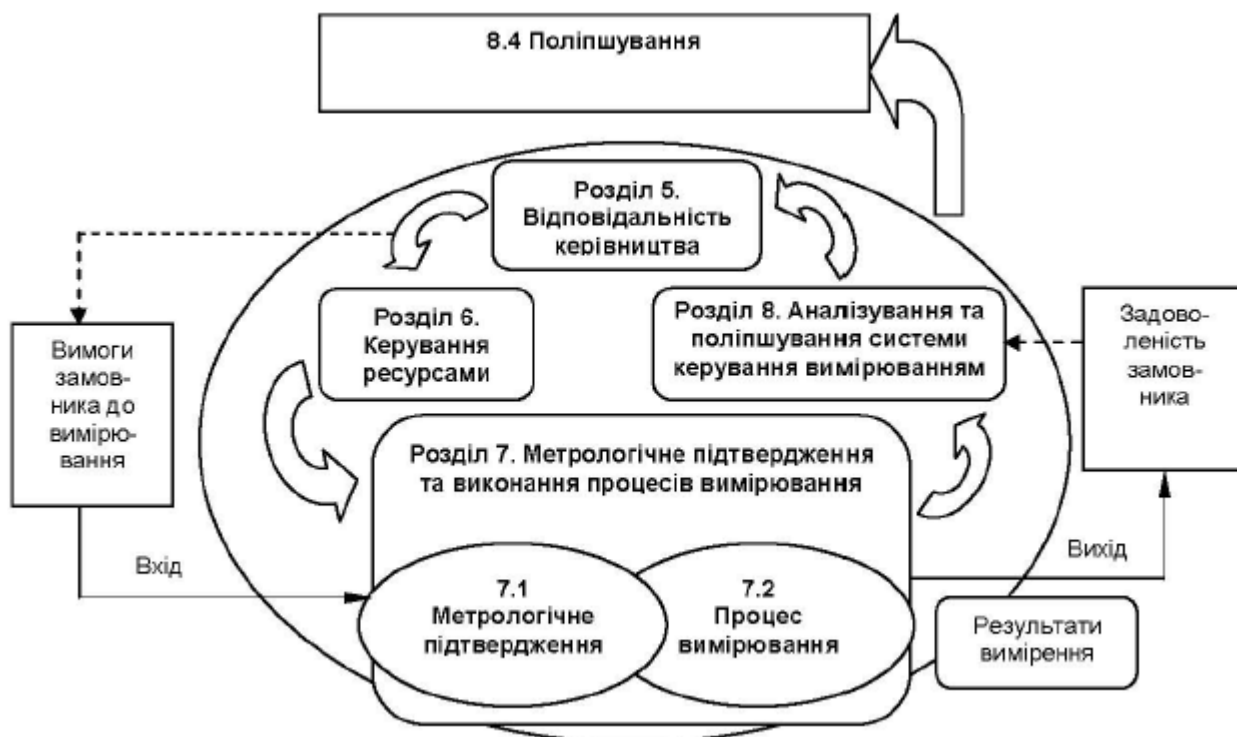 8.4 Поліпшування
Розділ 5.
Відповідальність
керівництва
Розділ 6.
Керування
ресурсами
Розділ 8. Аналізування та
поліпшування системи
керування вимірюванням
Вимоги
замов-
ника до
вимірю-
вання
Задово-
леність
замов-
ника
Розділ 7. Метрологічне підтвердження
та виконання процесів вимірювання
Вхід
Вихід
7.1
Метрологічне
підтвердження
7.2
Процес
вимірювання
Результати
вимірення